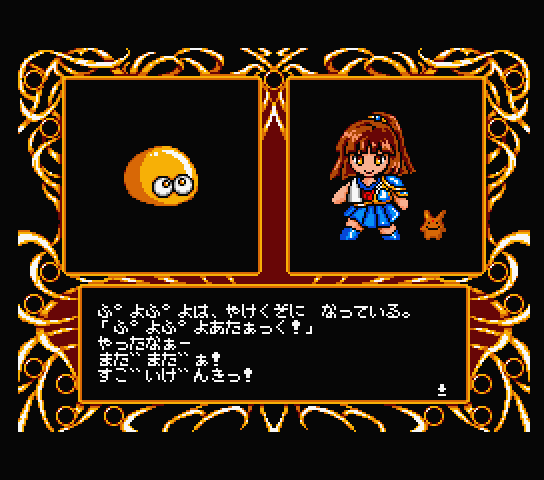 ぷよぷよは、やけくそに　なっている。
「ぷよぷよあたぁっく!」
やったなぁー
まだまだぁ!
すごいげんきっ!